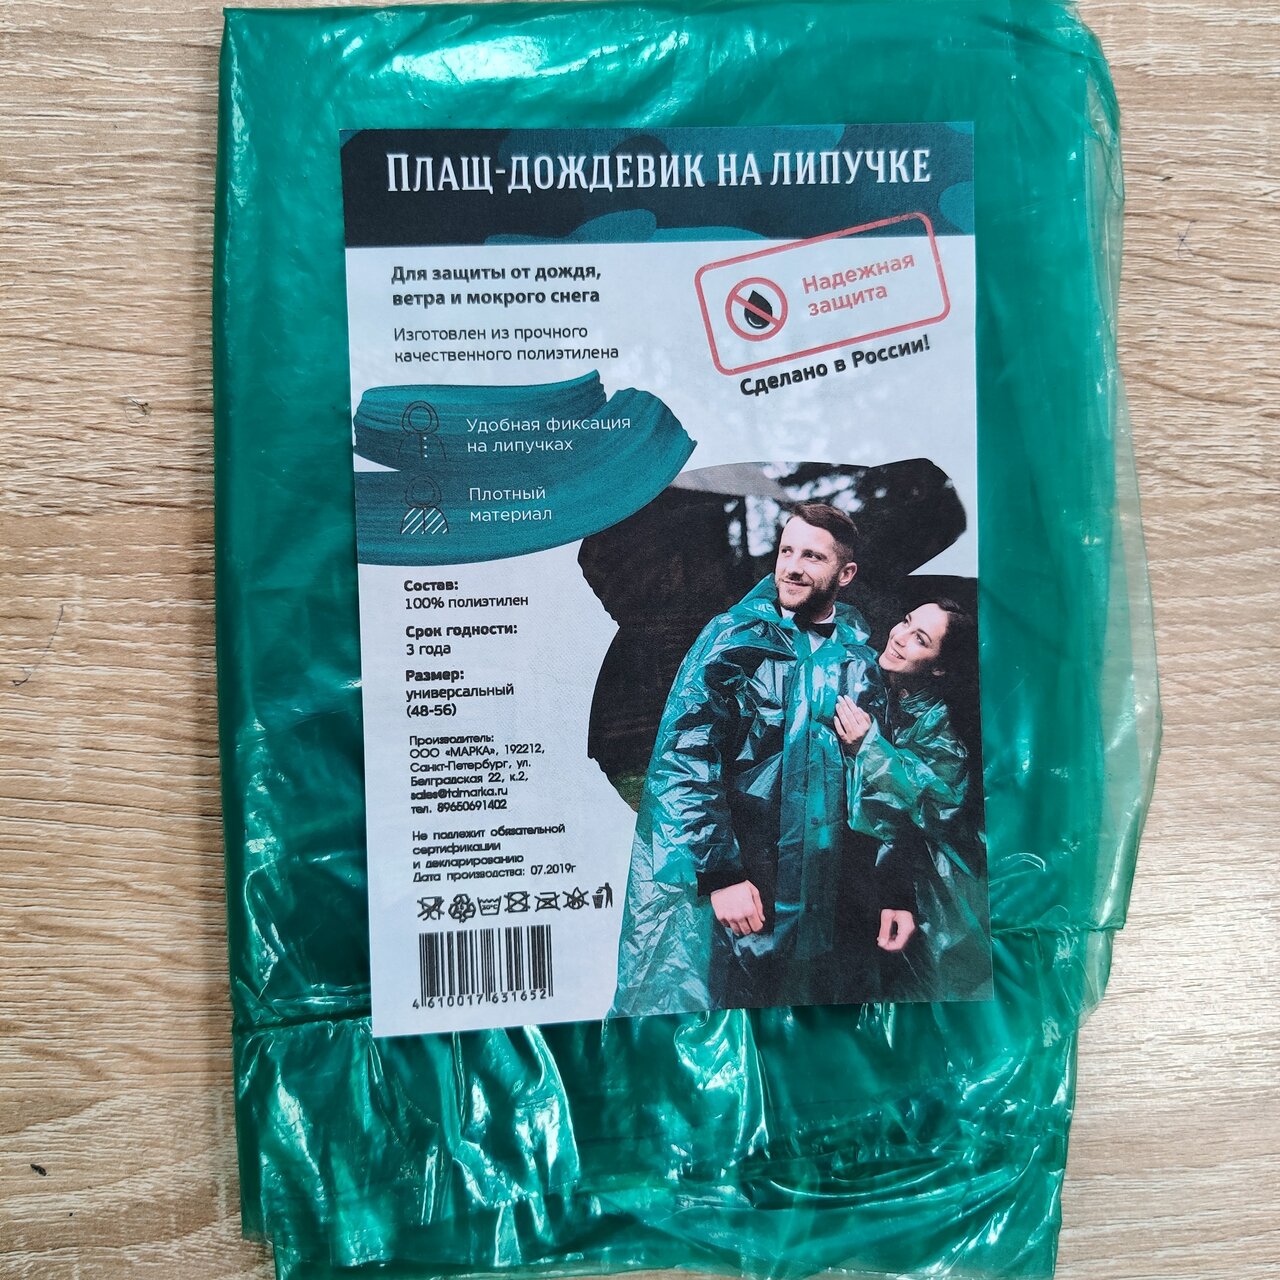 ПЛАЩ-ДОЖДЕВИК НА ЛИПУЧКЕ
Для защиты от дождя,
ветра и мокрого снега
Изготовлен из прочного
качественного полиэтилена
Надежная
защита
Сделано в России!
Удобная фиксация
на липучках
Плотный
материал
Состав:
100% полиэтилен
Срок годности:
3 года
Размер:
универсальный
(48-56)
Производитель:
ООО «МАРКА», 192212,
Санкт-Петербург, ул.
Белградская 22, к.2,
sales@tdmarka.ru
тел. 89650691402
Не подлежит обязательной
сертификации
и декларированию
Дата производства: 07.2019г
4 610017 631652